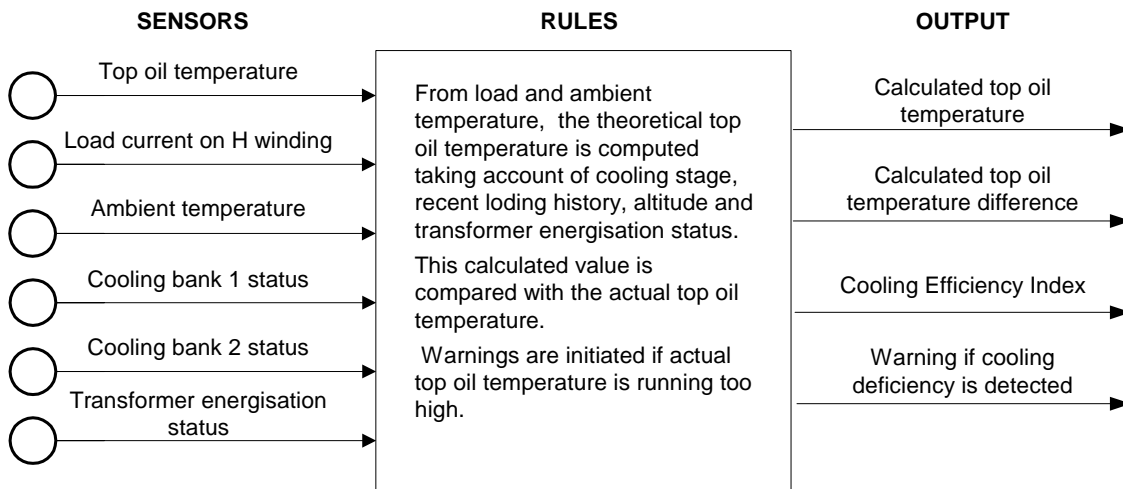 SENSORS
RULES
OUTPUT
Top oil temperature
Load current on H winding
Ambient temperature
Cooling bank 1 status
Cooling bank 2 status
Transformer energisation
status
From load and ambient
temperature, the theoretical top
oil temperature is computed
taking account of cooling stage,
recent loding history, altitude and
transformer energisation status.
This calculated value is
compared with the actual top oil
temperature.
Warnings are initiated if actual
top oil temperature is running too
high.
Calculated top oil
temperature
Calculated top oil
temperature difference
Cooling Efficiency Index
Warning if cooling
deficiency is detected